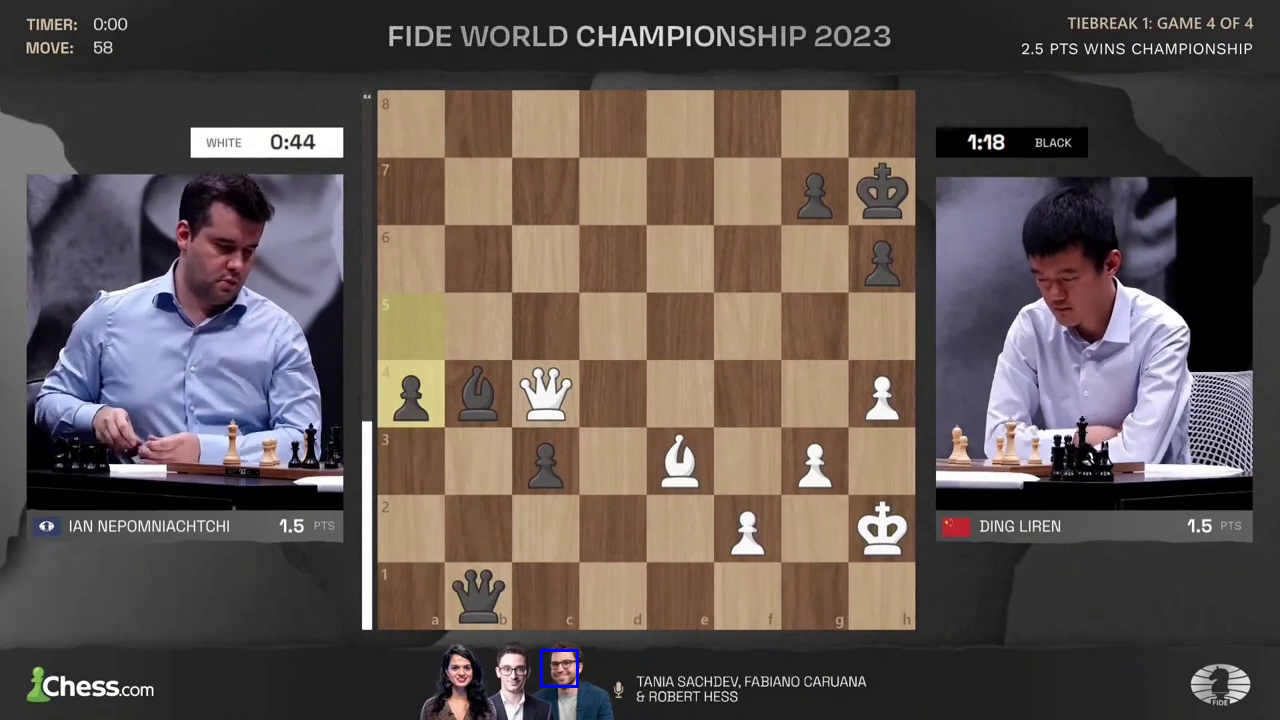 TIMER: 0:00
MOVE: 58
FIDE WORLD CHAMPIONSHIP 2023
TIEBREAK 1: GAME 4 OF 4
2.5 PTS WINS CHAMPIONSHIP
WHITE 0:44
1:18 BLACK
8
7
6
5
4
3
2
1
a b c d e f g h
IAN NEPOMNIACHTCHI 1.5 PTS
DING LIREN 1.5 PTS
Chess.com
TANIA SACHDEV, FABIANO CARUANA
& ROBERT HESS
FIDE